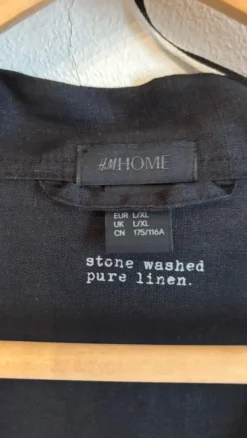 H&M HOME
EUR L/XL
UK L/XL
CN 175/116A
stone washed
pure linen.